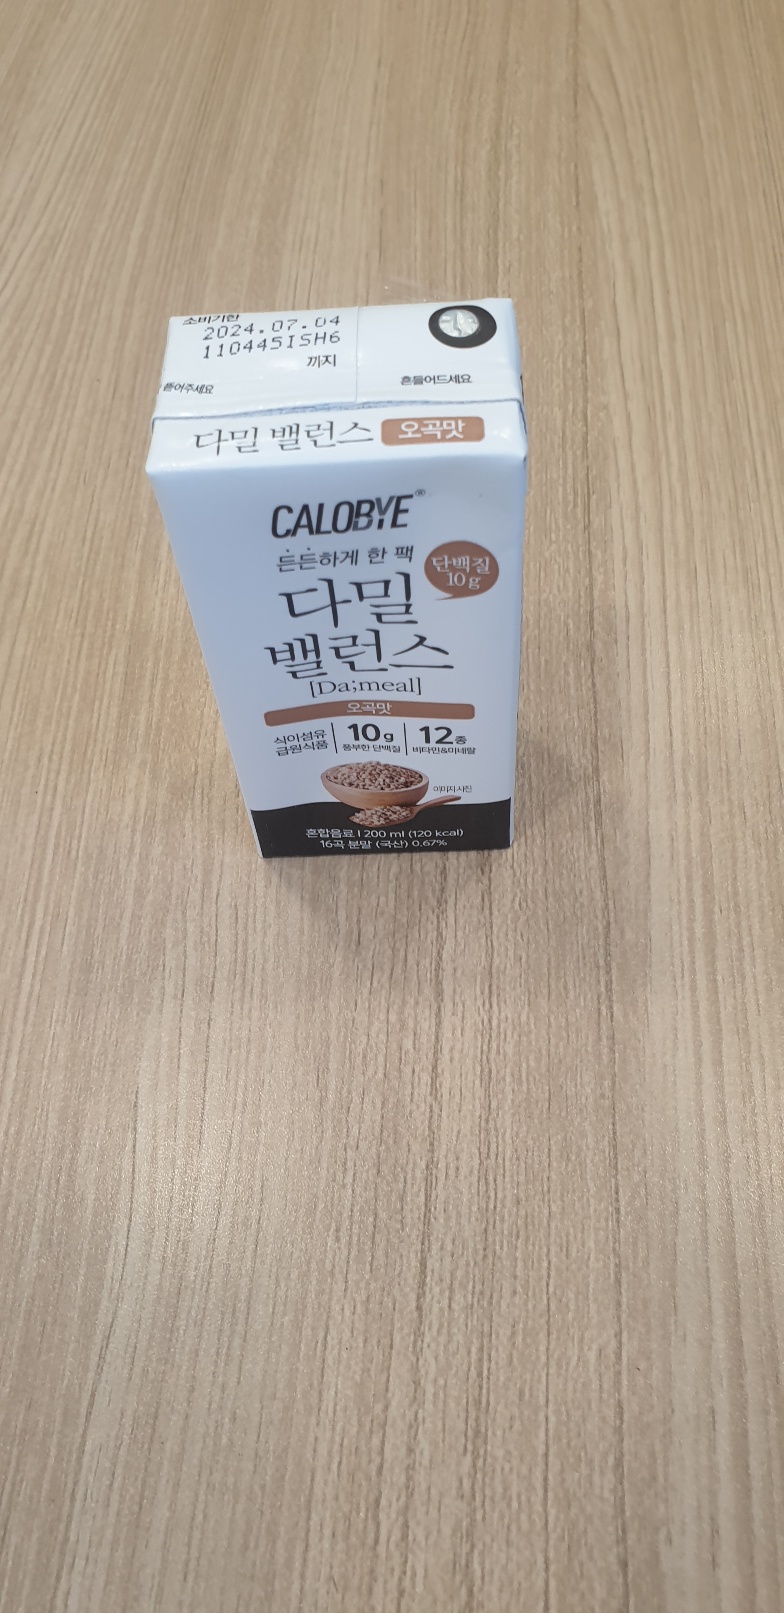 소비기한
2024.07.04
110445ISH6
까지
뜯어주세요
흔들어드세요
다밀 밸런스 오곡맛
CALOBYE®
든든하게 한 팩
단백질
10g
다밀
밸런스
[Da;meal]
오곡맛
식이섬유
급원식품
10g
풍부한 단백질
12종
비타민&미네랄
이미지 사진
혼합음료 | 200 ml (120 kcal)
16곡 분말 (국산) 0.67%